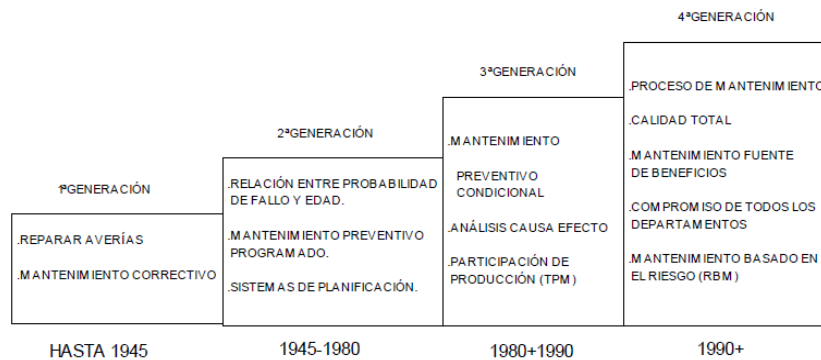 1ªGENERACIÓN
.REPARAR AVERÍAS
.MANTENIMIENTO CORRECTIVO
HASTA 1945
2ªGENERACIÓN
.RELACIÓN ENTRE PROBABILIDAD
DE FALLO Y EDAD.
.MANTENIMIENTO PREVENTIVO
PROGRAMADO.
.SISTEMAS DE PLANIFICACIÓN.
1945-1980
3ªGENERACIÓN
.MANTENIMIENTO
PREVENTIVO
CONDICIONAL
.ANÁLISIS CAUSA EFECTO
.PARTICIPACIÓN DE
PRODUCCIÓN (TPM)
1980+1990
4ªGENERACIÓN
.PROCESO DE MANTENIMIENTO
.CALIDAD TOTAL
.MANTENIMIENTO FUENTE
DE BENEFICIOS
.COMPROMISO DE TODOS LOS
DEPARTAMENTOS
.MANTENIMIENTO BASADO EN
EL RIESGO (RBM)
1990+